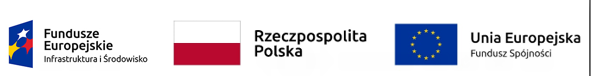 Fundusze
Europejskie
Infrastruktura i Środowisko
Rzeczpospolita
Polska
Unia Europejska
Fundusz Spójności